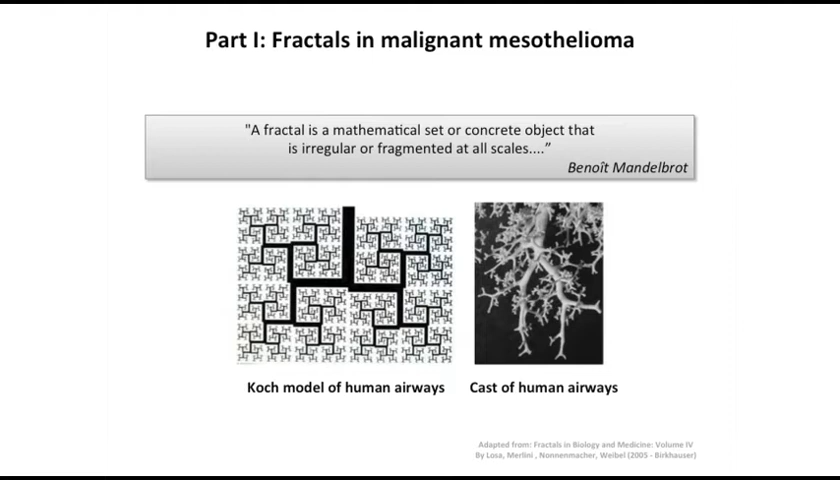 Part I: Fractals in malignant mesothelioma
"A fractal is a mathematical set or concrete object that
is irregular or fragmented at all scales...."
Benoît Mandelbrot
Koch model of human airways
Cast of human airways
Adapted from: Fractals in Biology and Medicine: Volume IV
By Losa, Merlini , Nonnenmacher, Weibel (2005 - Birkhauser)